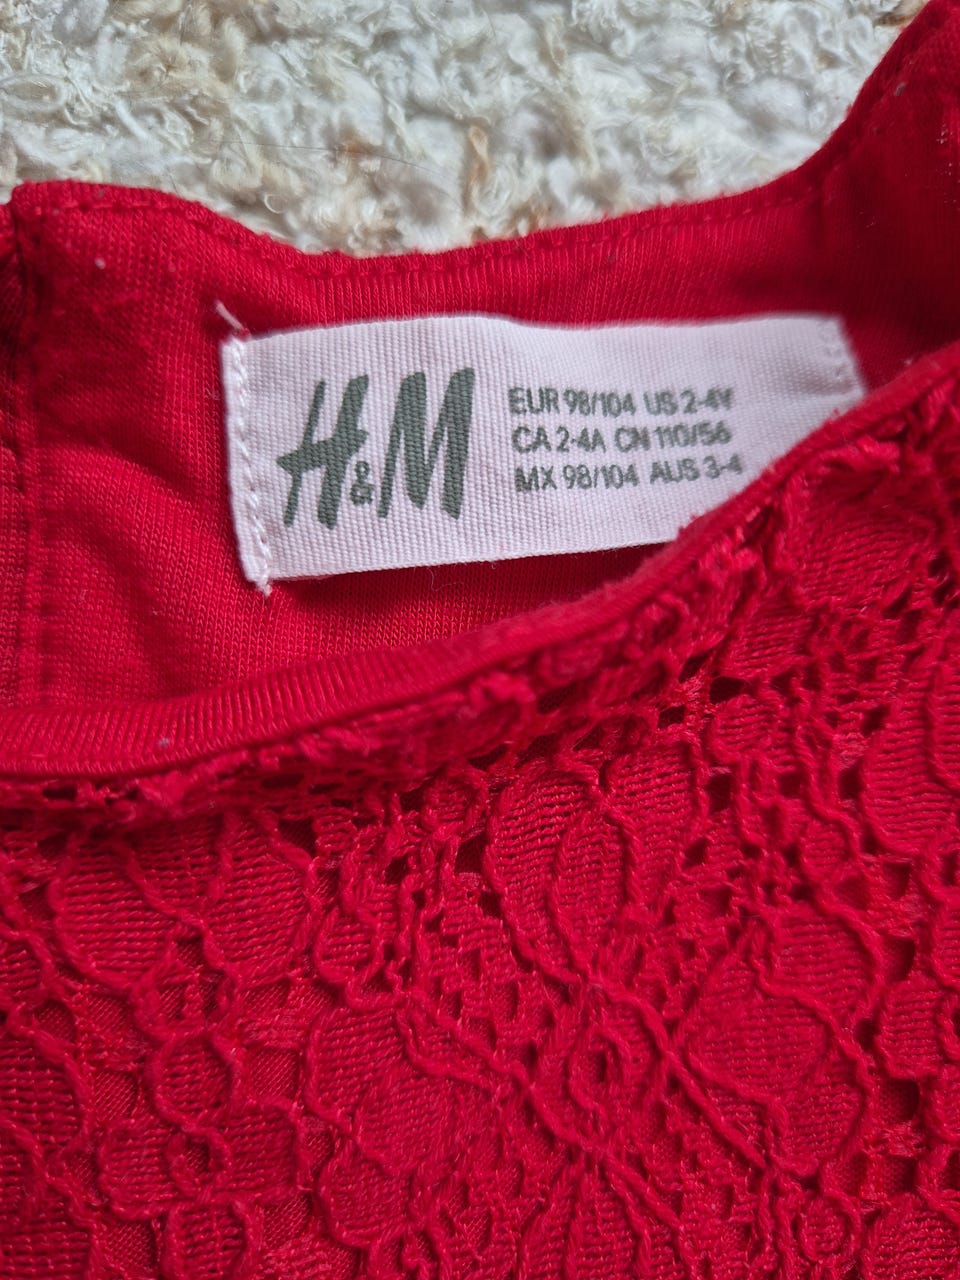 H&M
EUR 98/104 US 2-4Y
CA 2-4A CN 110/56
MX 98/104 AUS 3-4